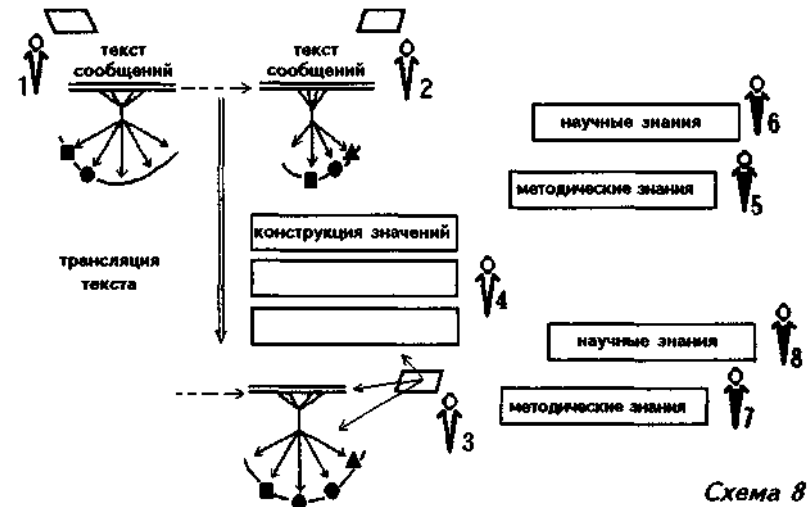 текст
сообщений
1
текст
сообщений
2
научные знания
6
методические знания
5
конструкция значений
трансляция
текста
4
научные знания
8
методические знания
7
3
Схема 8